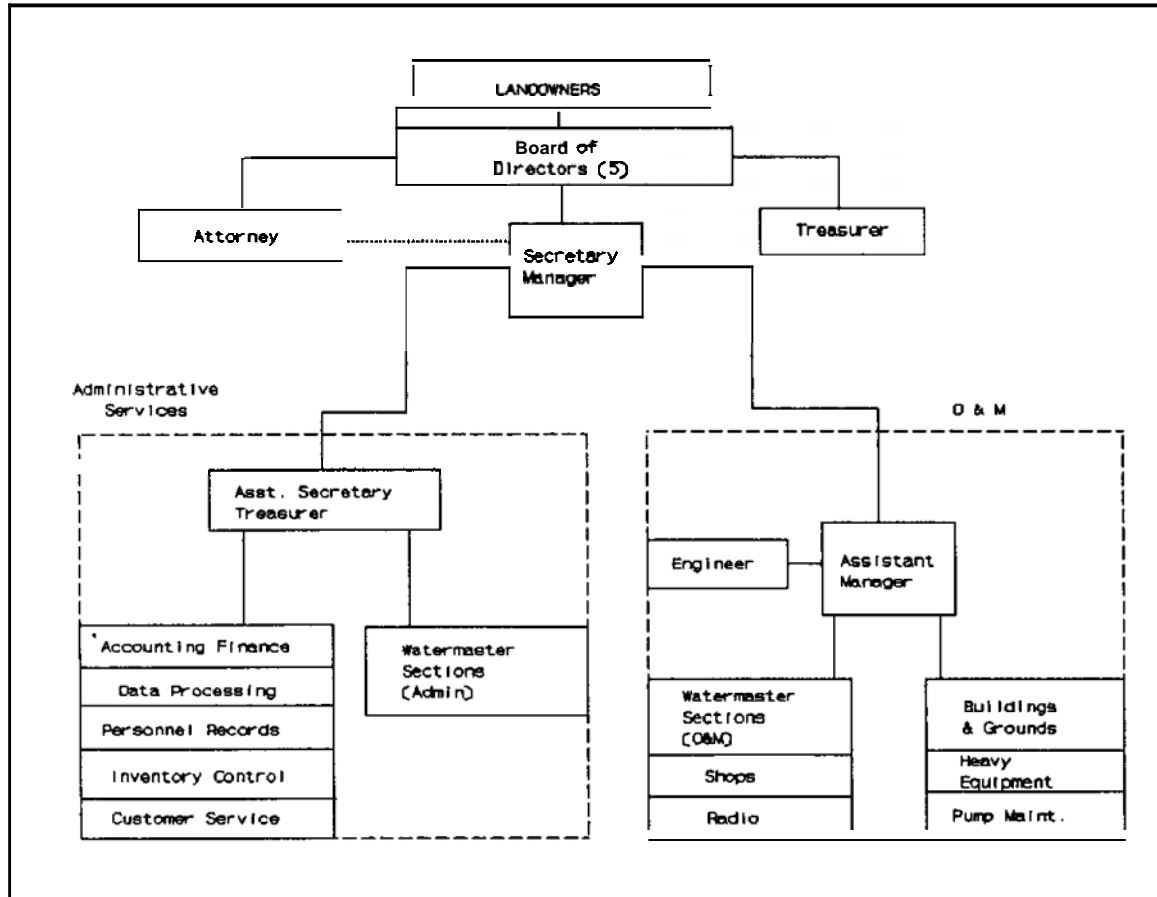 LANDOWNERS
Board of
Directors (5)
Attorney
Treasurer
Secretary
Manager
Administrative
Services
O & M
Asst. Secretary
Treasurer
Engineer
Assistant
Manager
Accounting Finance
Data Processing
Personnel Records
Inventory Control
Customer Service
Watermaster
Sections
(Admin)
Watermaster
Sections
(O&M)
Shops
Radio
Buildings
& Grounds
Heavy
Equipment
Pump Maint.